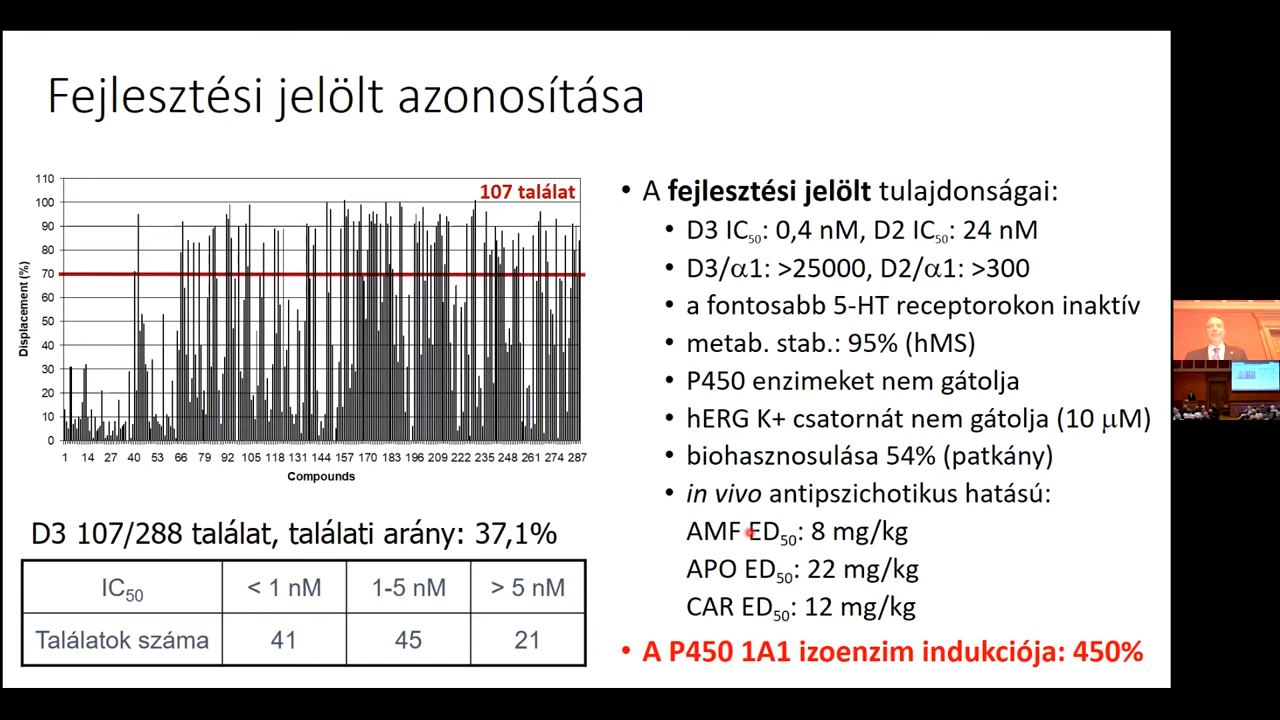 Fejlesztési jelölt azonosítása
107 találat
110
100
90
80
70
60
50
40
30
20
10
0
Displacement (%)
1 14 27 40 53 66 79 92 105 118 131 144 157 170 183 196 209 222 235 248 261 274 287
Compounds
D3 107/288 találat, találati arány: 37,1%
IC50 < 1 nM 1-5 nM > 5 nM
Találatok száma 41 45 21
• A fejlesztési jelölt tulajdonságai:
• D3 IC50: 0,4 nM, D2 IC50: 24 nM
• D3/α1: >25000, D2/α1: >300
• a fontosabb 5-HT receptorokon inaktív
• metab. stab.: 95% (hMS)
• P450 enzimeket nem gátolja
• hERG K+ csatornát nem gátolja (10 µM)
• biohasznosulása 54% (patkány)
• in vivo antipszichotikus hatású:
AMF ED50: 8 mg/kg
APO ED50: 22 mg/kg
CAR ED50: 12 mg/kg
• A P450 1A1 izoenzim indukciója: 450%